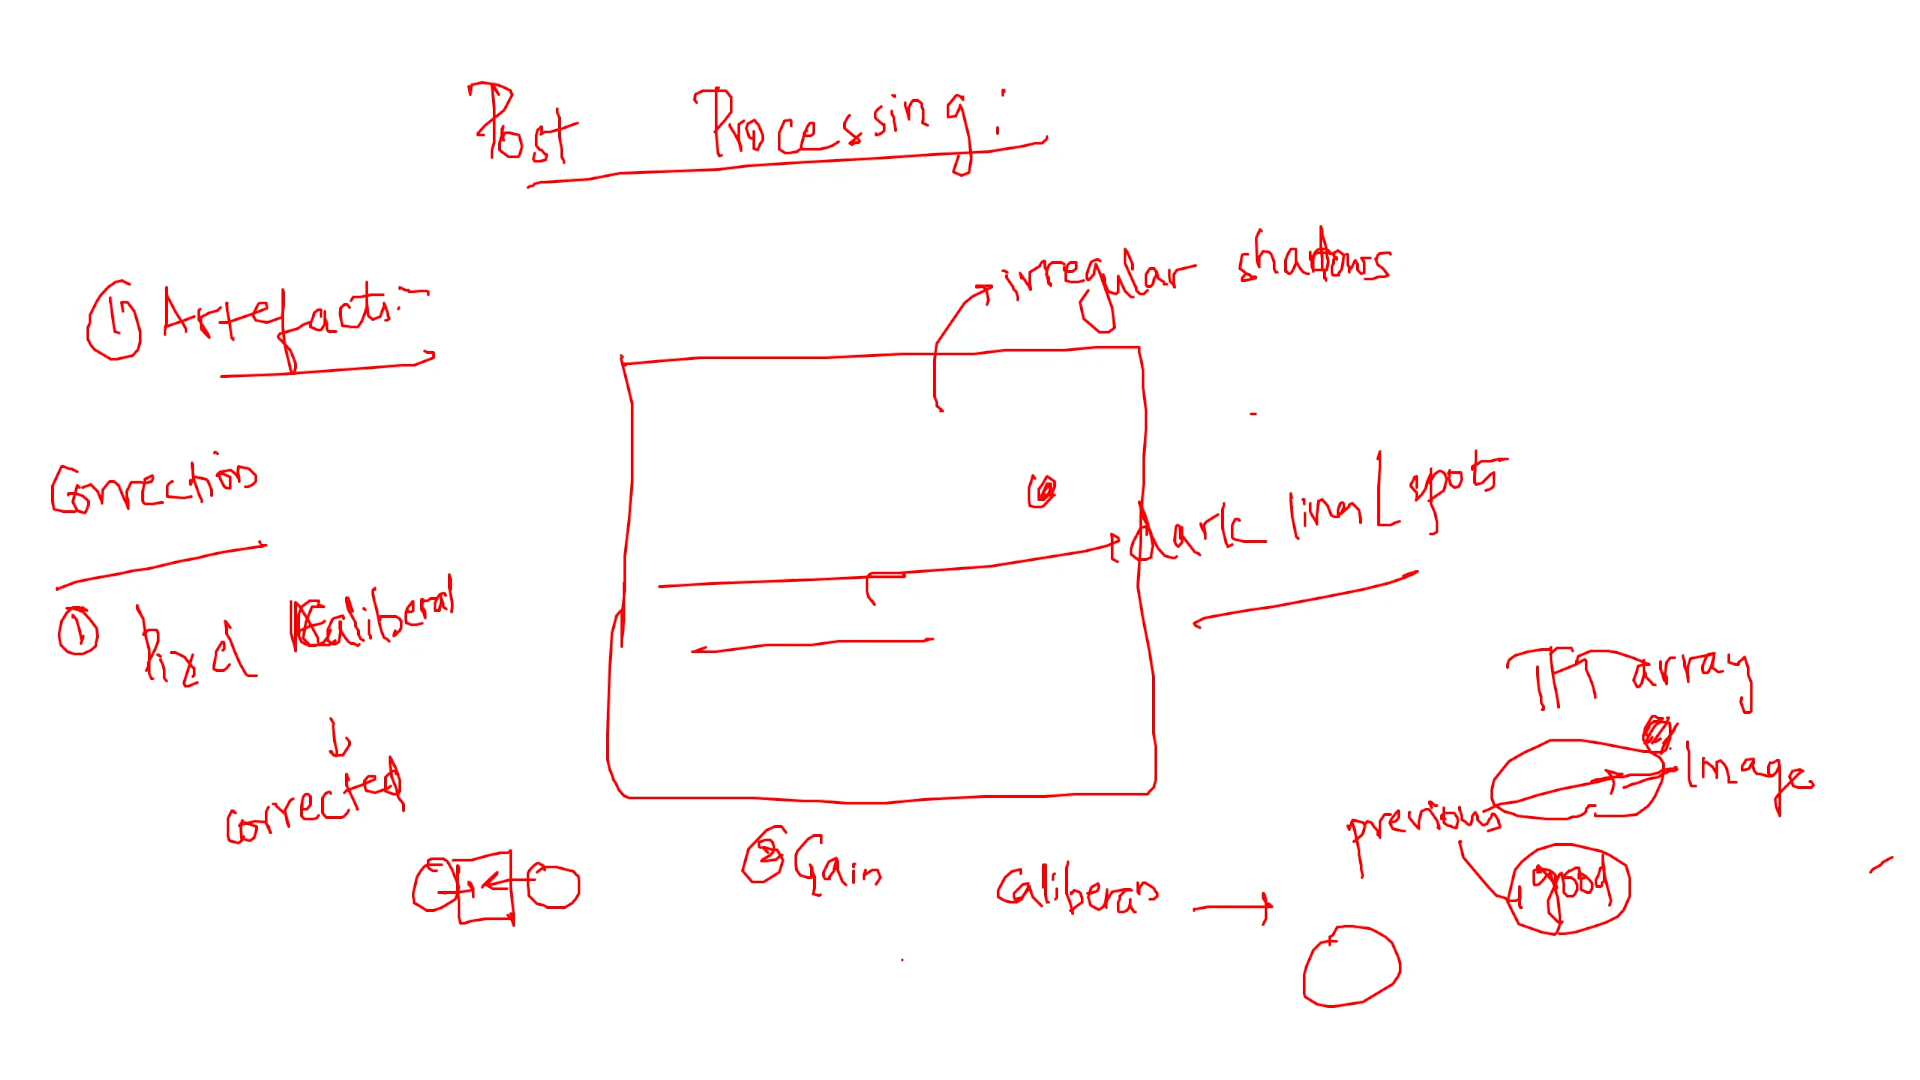 Post Processing:
irregular shadows
① Artefacts:-
Correction
dark lines | spots
① Pixel Caliberal
TFT array
corrected
Image
previous
② Gain Caliberan →
good